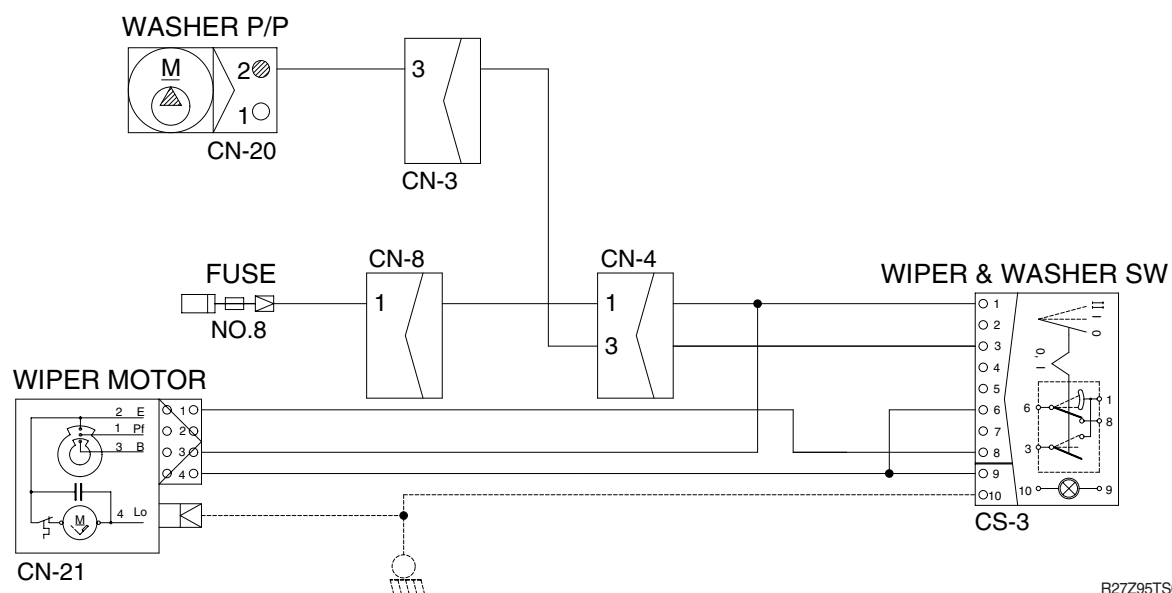 WASHER P/P
M
2
1
CN-20
3
CN-3
FUSE
NO.8
CN-8
1
CN-4
1
3
WIPER & WASHER SW
1
2
3
4
5
6
7
8
9
10
0 I II
0, I
6
1
8
3
10
9
CS-3
WIPER MOTOR
2 E
1 Pf
3 B
4 Lo
M
1
2
3
4
CN-21
R27Z95TS